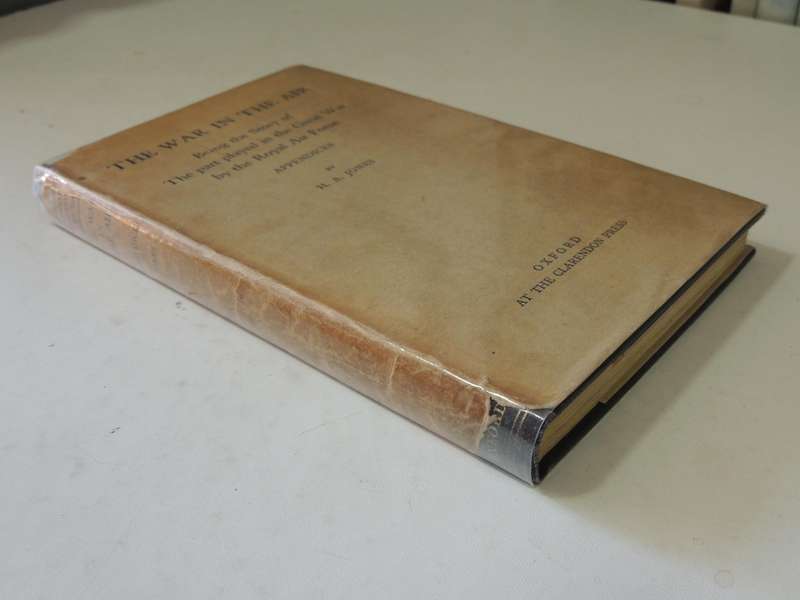 THE WAR IN THE AIR
Being the Story of
The part played in the Great War
by the Royal Air Force
APPENDICES
BY
H. A. JONES
OXFORD
AT THE CLARENDON PRESS